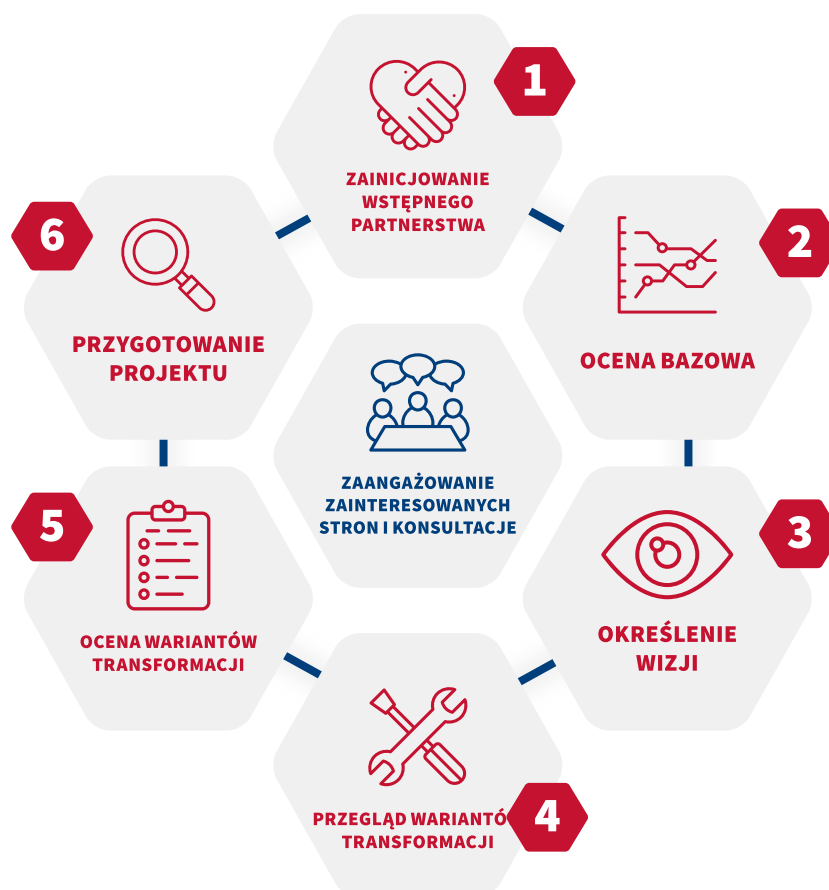 1
ZAINICJOWANIE
WSTĘPNEGO
PARTNERSTWA
2
OCENA BAZOWA
3
OKREŚLENIE
WIZJI
4
PRZEGLĄD WARIANTÓ
TRANSFORMACJI
5
OCENA WARIANTÓW
TRANSFORMACJI
6
PRZYGOTOWANIE
PROJEKTU
ZAANGAŻOWANIE
ZAINTERESOWANYCH
STRON I KONSULTACJE